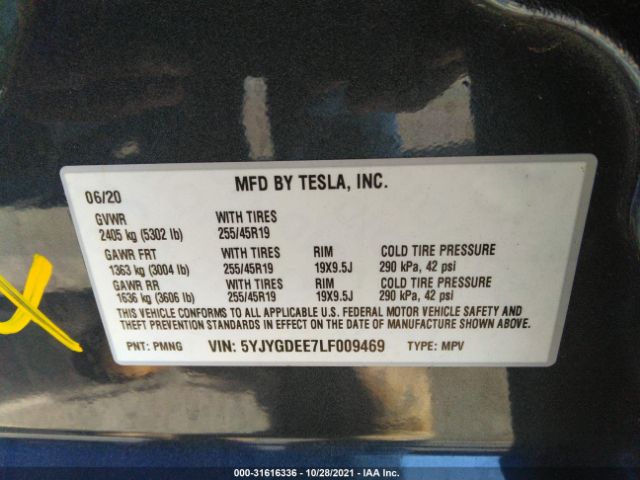 06/20 MFD BY TESLA, INC.
GVWR WITH TIRES
2405 kg (5302 lb) 255/45R19
GAWR FRT WITH TIRES RIM COLD TIRE PRESSURE
1363 kg (3004 lb) 255/45R19 19X9.5J 290 kPa, 42 psi
GAWR RR WITH TIRES RIM COLD TIRE PRESSURE
1636 kg (3606 lb) 255/45R19 19X9.5J 290 kPa, 42 psi
THIS VEHICLE CONFORMS TO ALL APPLICABLE U.S. FEDERAL MOTOR VEHICLE SAFETY AND
THEFT PREVENTION STANDARDS IN EFFECT ON THE DATE OF MANUFACTURE SHOWN ABOVE.
PNT: PMNG VIN: 5YJYGDEE7LF009469 TYPE: MPV
000-31616336 - 10/28/2021 - IAA Inc.